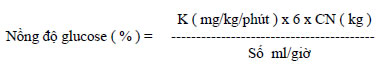 K ( mg/kg/phút ) x 6 x CN ( kg )
Nồng độ glucose ( % ) = ------------------------------------------
Số ml/giờ